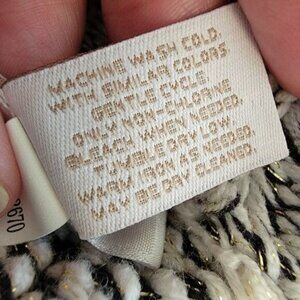 MACHINE WASH COLD,
WITH SIMILAR COLORS,
GENTLE CYCLE.
ONLY NON-CHLORINE
BLEACH WHEN NEEDED.
TUMBLE DRY LOW.
WARM IRON AS NEEDED.
MAY BE DRY CLEANED.
2670